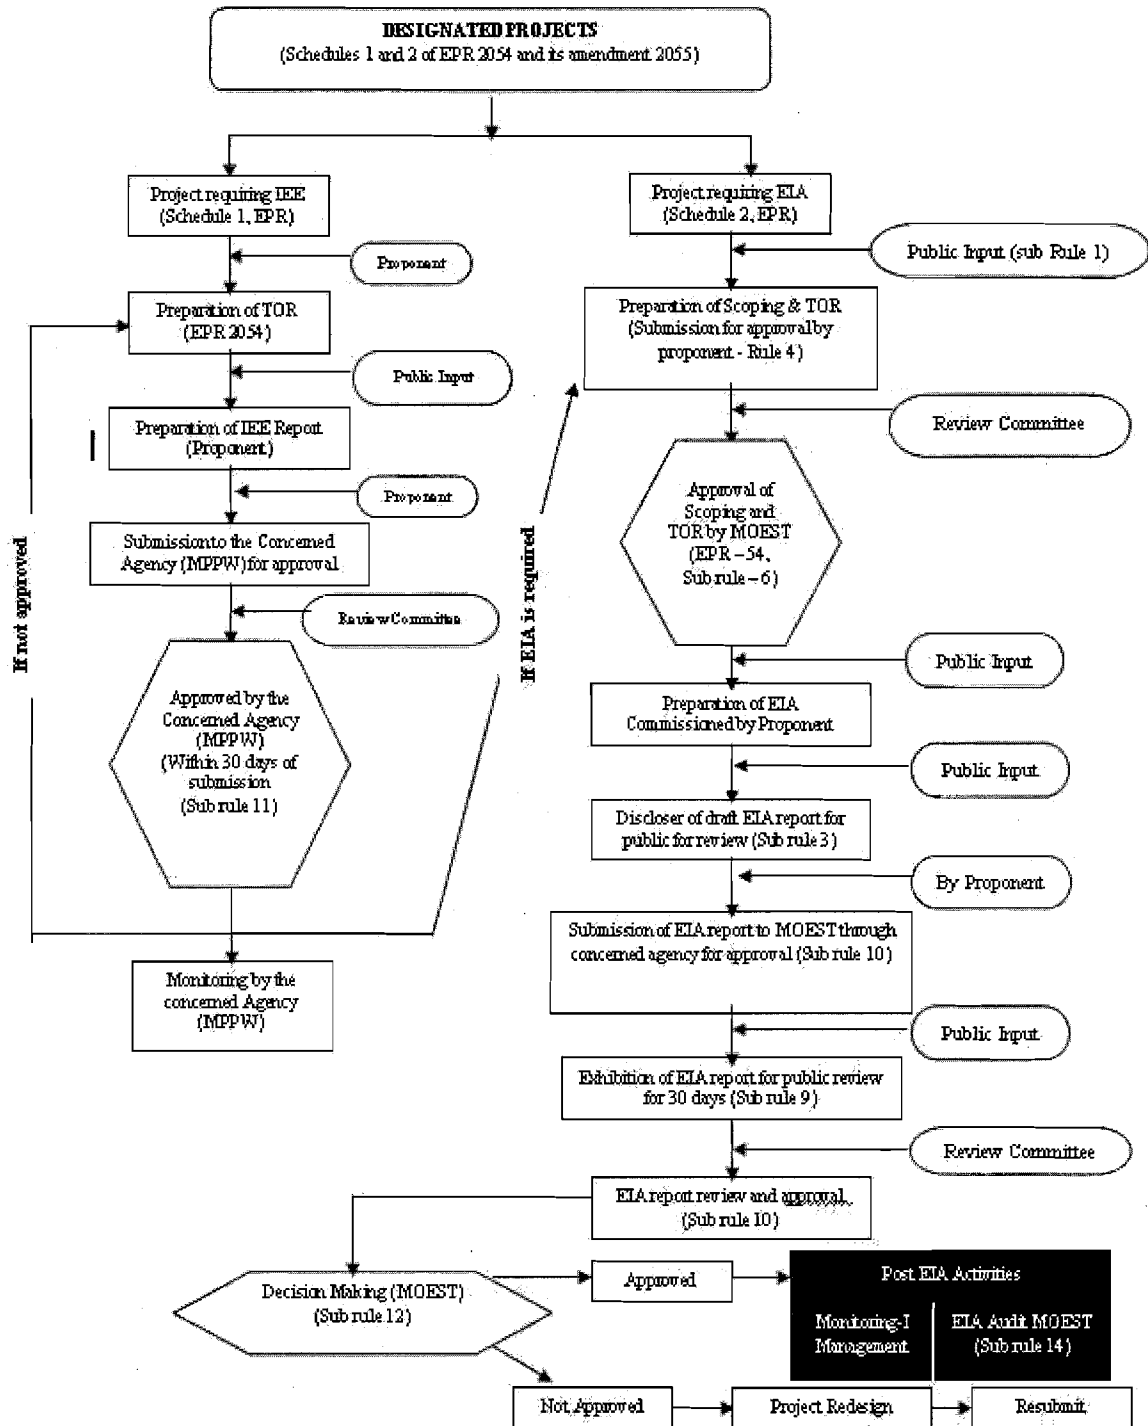 DESIGNATED PROJECTS
(Schedules 1 and 2 of EPR 2054 and its amendment 2055)
Project requiring IEE
(Schedule 1, EPR)
Proponent
Preparation of TOR
(EPR 2054)
Public Input
Preparation of IEE Report
(Proponent)
Proponent
Submission to the Concerned
Agency (MPPW) for approval
Review Committee
Approved by the
Concerned Agency
(MPPW)
(Within 30 days of
submission
(Sub rule 11)
Monitoring by the
concerned Agency
(MPPW)
If not approved
If EIA is required
Project requiring EIA
(Schedule 2, EPR)
Public Input (sub Rule 1)
Preparation of Scoping & TOR
(Submission for approval by
proponent - Rule 4)
Review Committee
Approval of
Scoping and
TOR by MOEST
(EPR – 54,
Sub rule – 6)
Public Input
Preparation of EIA
Commissioned by Proponent
Public Input
Discloser of draft EIA report for
public for review (Sub rule 3)
By Proponent
Submission of EIA report to MOEST through
concerned agency for approval (Sub rule 10)
Public Input
Exhibition of EIA report for public review
for 30 days (Sub rule 9)
Review Committee
EIA report review and approval
(Sub rule 10)
Decision Making (MOEST)
(Sub rule 12)
Approved
Post EIA Activities
Monitoring-I
Management
EIA Audit MOEST
(Sub rule 14)
Not Approved
Project Redesign
Resubmit